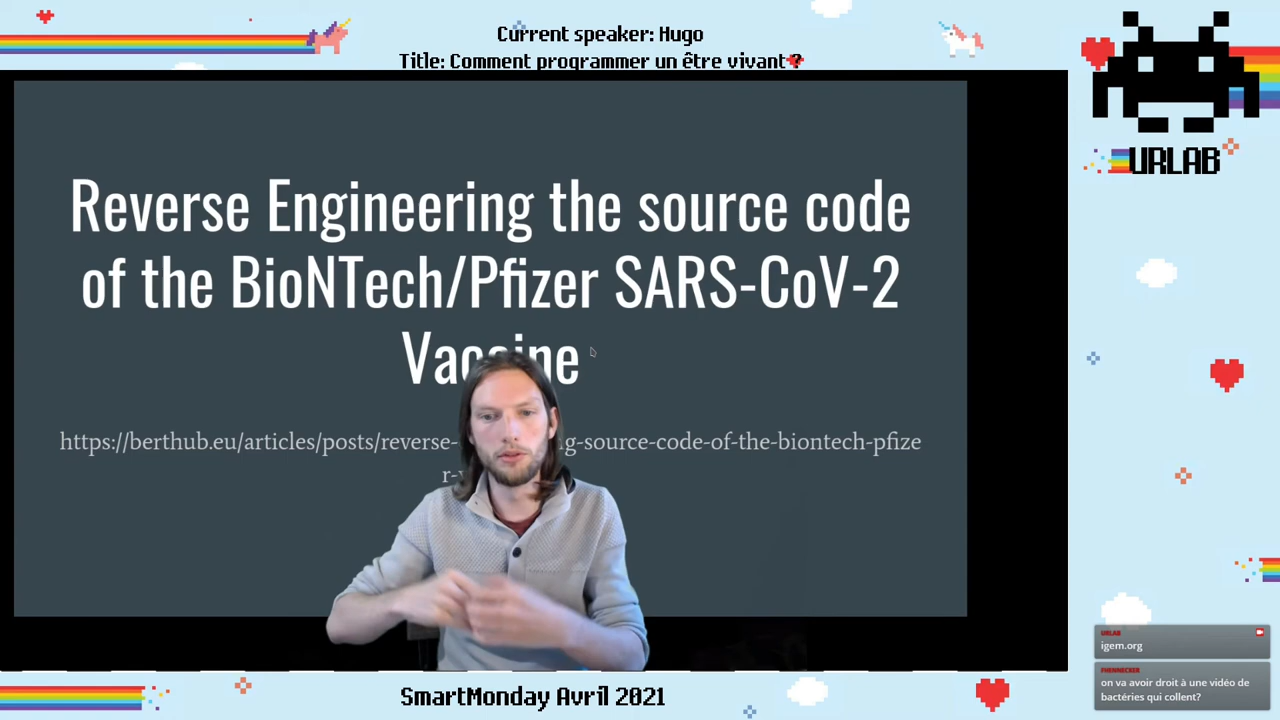 Current speaker: Hugo
Title: Comment programmer un être vivant ?
URLAB
Reverse Engineering the source code
of the BioNTech/Pfizer SARS-CoV-2
Vaccine
https://berthub.eu/articles/posts/reverse- g-source-code-of-the-biontech-pfize
r-
URLAB
igem.org
FHENNECKER
on va avoir droit à une vidéo de
bactéries qui collent?
SmartMonday Avril 2021